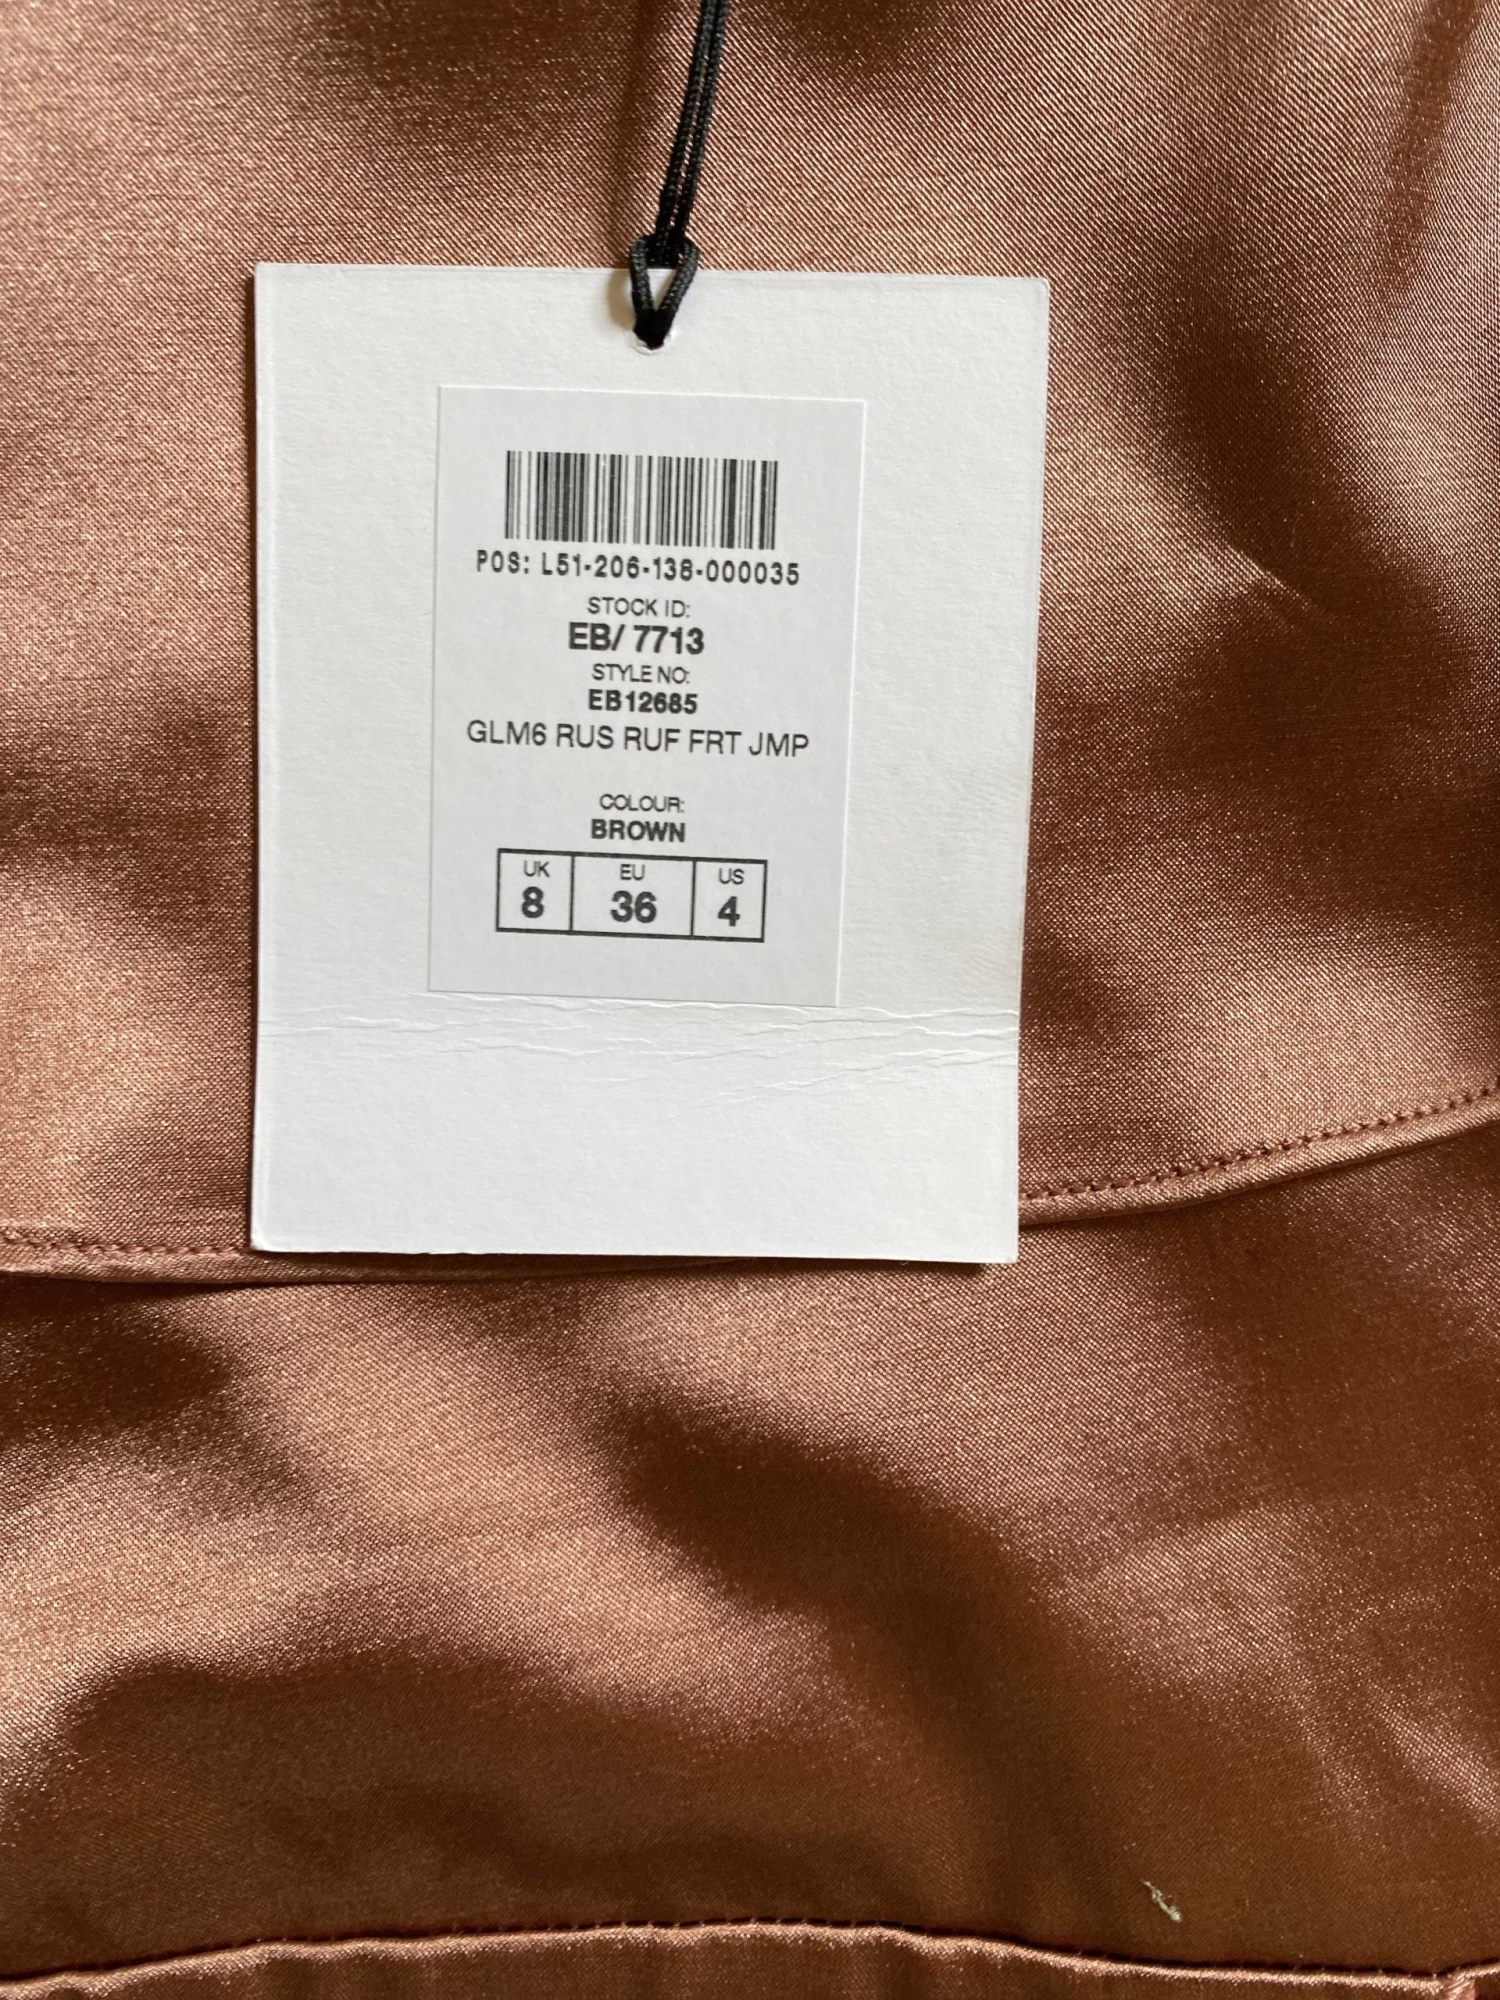 POS: L51-206-138-000035
STOCK ID:
EB/ 7713
STYLE NO:
EB12685
GLM6 RUS RUF FRT JMP
COLOUR:
BROWN
UK EU US
8 36 4